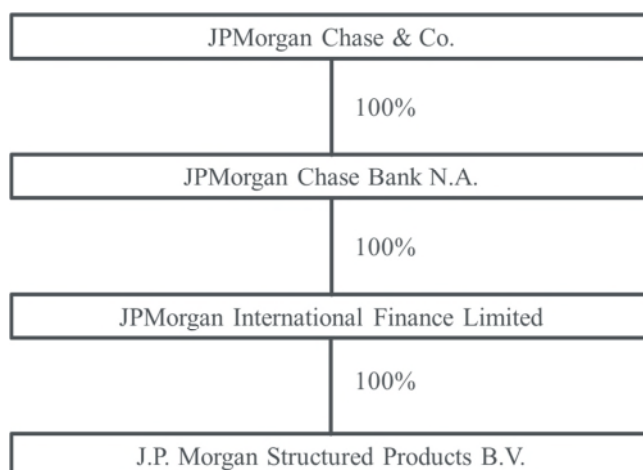 JPMorgan Chase & Co.
100%
JPMorgan Chase Bank N.A.
100%
JPMorgan International Finance Limited
100%
J.P. Morgan Structured Products B.V.